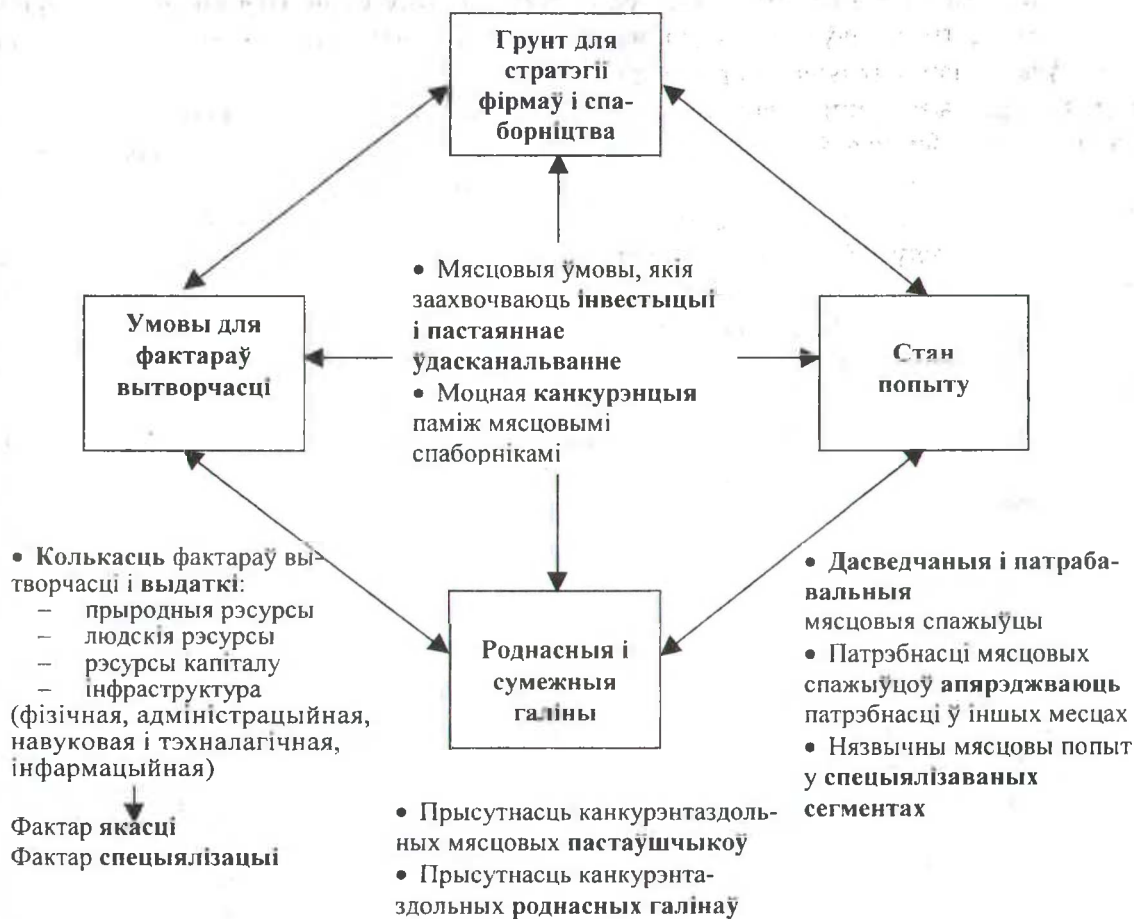 Грунт для
стратэгіі
фірмаў і спа-
борніцтва
• Мясцовыя ўмовы, якія
заахвочваюць інвестыцыі
і пастаяннае
ўдасканальванне
• Моцная канкурэнцыя
паміж мясцовымі
спаборнікамі
Умовы для
фактараў
вытворчасці
Стан
попыту
• Колькасць фактараў вы-
творчасці і выдаткі:
– прыродныя рэсурсы
– людскія рэсурсы
– рэсурсы капіталу
– інфраструктура
(фізічная, адміністрацыйная,
навуковая і тэхналагічная,
інфармацыйная)
Фактар якасці
Фактар спецыялізацыі
Роднасныя і
сумежныя
галіны
• Прысутнасць канкурэнтаздоль-
ных мясцовых пастаўшчыкоў
• Прысутнасць канкурэнта-
здольных роднасных галінаў
• Дасведчаныя і патраба-
вальныя
мясцовыя спажыўцы
• Патрэбнасці мясцовых
спажыўцоў апярэджваюць
патрэбнасці ў іншых месцах
• Нязвычны мясцовы попыт
у спецыялізаваных
сегментах